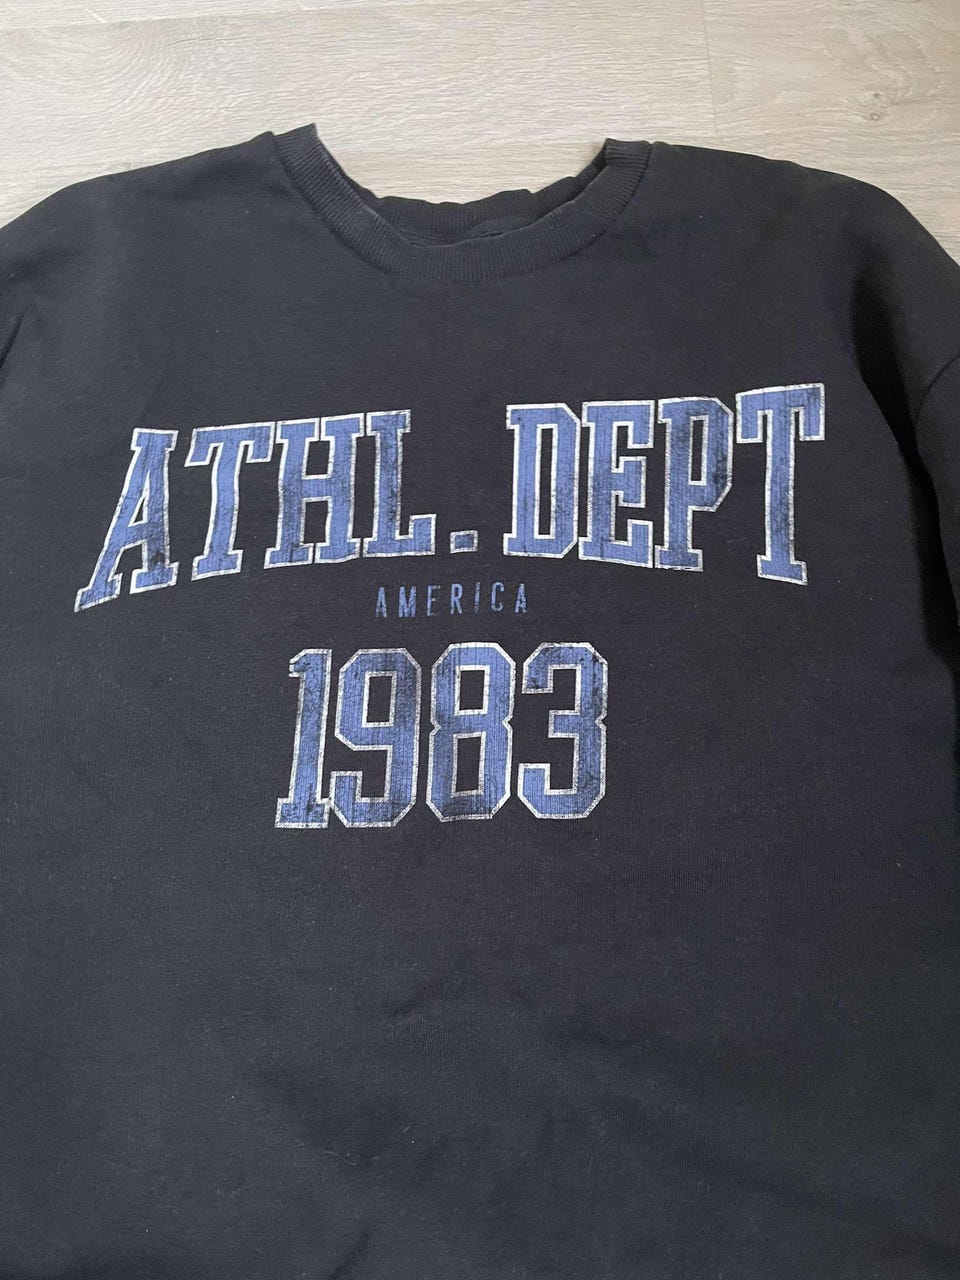 ATHL. DEPT
AMERICA
1983